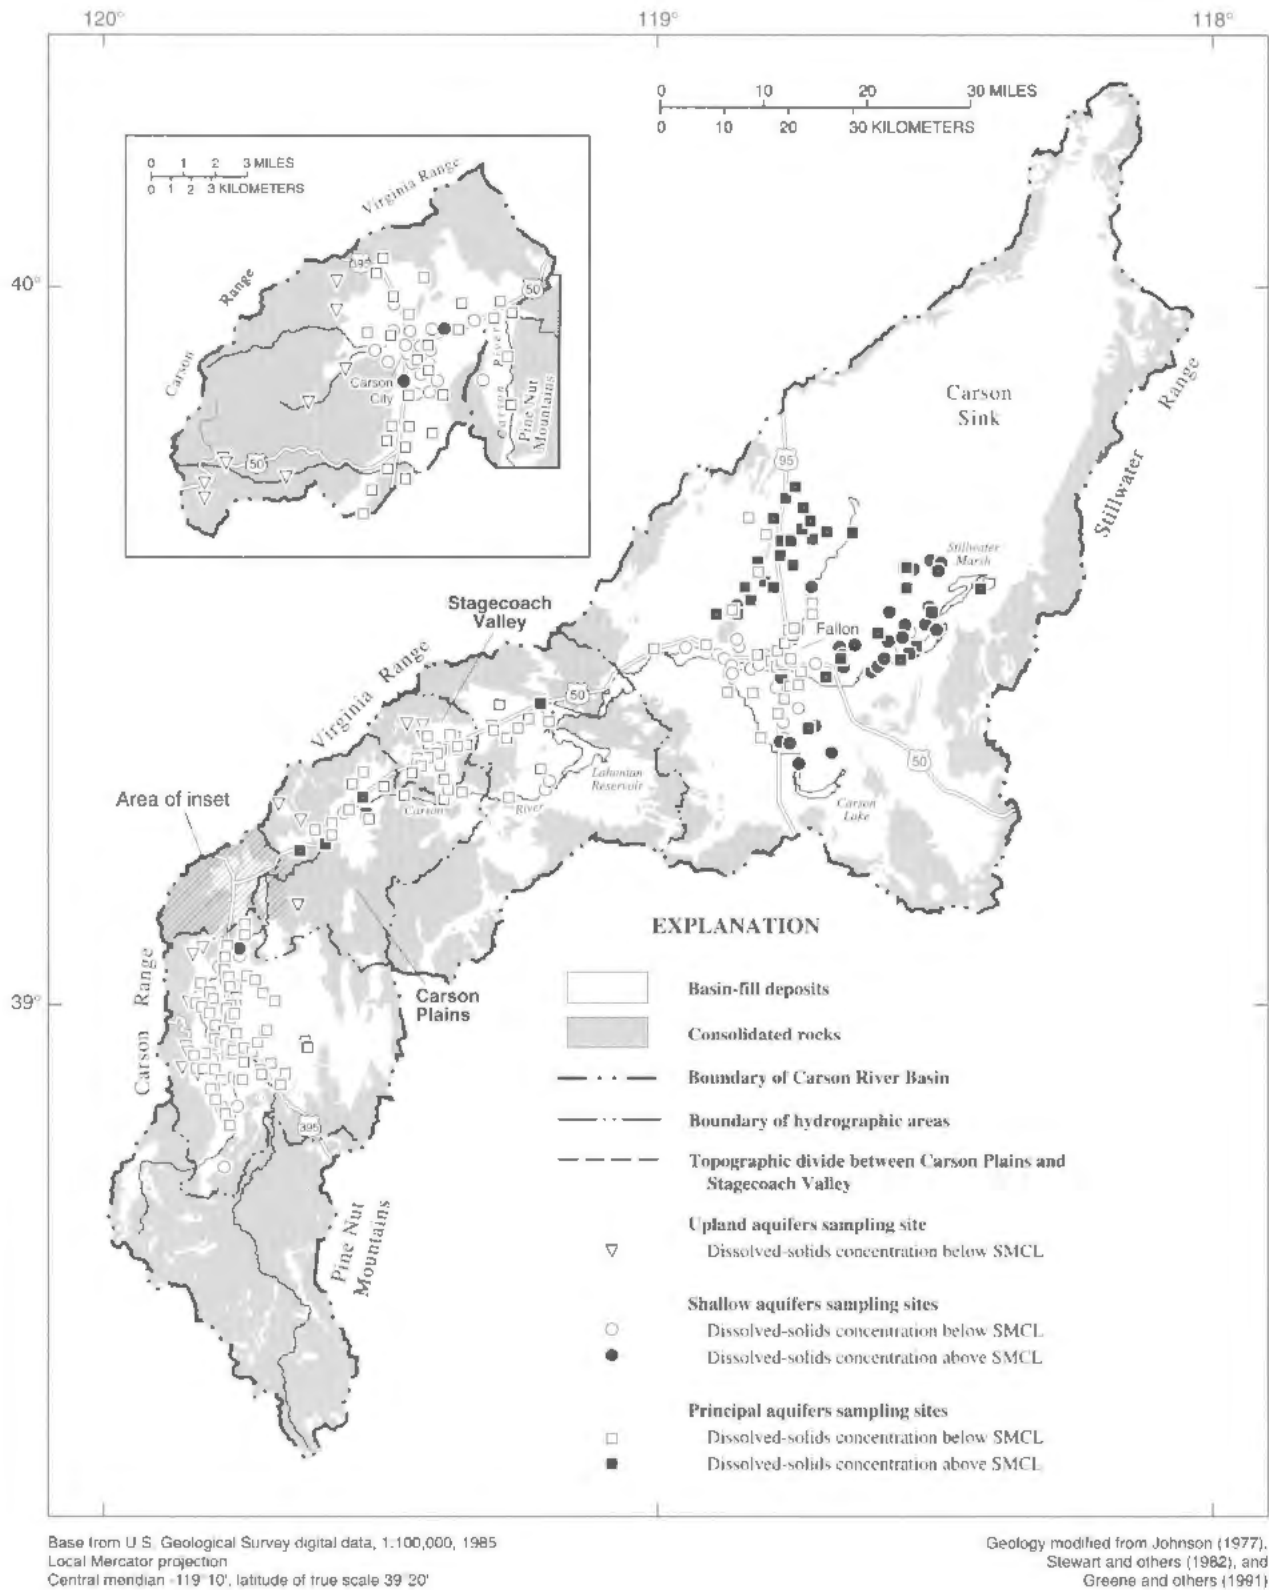 120°
119°
118°
0 10 20 30 MILES
0 10 20 30 KILOMETERS
0 1 2 3 MILES
0 1 2 3 KILOMETERS
Virginia Range
395
Carson Range
50
Carson River
Carson
City
Pine Nut
Mountains
50
40°
Carson
Sink
Stillwater Range
95
Stillwater
Marsh
Stagecoach
Valley
Fallon
Virginia Range
50
50
Lahontan
Reservoir
Carson River
Carson
Lake
Area of inset
39°
Carson Range
Carson
Plains
395
Pine Nut
Mountains
EXPLANATION
Basin-fill deposits
Consolidated rocks
Boundary of Carson River Basin
Boundary of hydrographic areas
Topographic divide between Carson Plains and
Stagecoach Valley
Upland aquifers sampling site
Dissolved-solids concentration below SMCL
Shallow aquifers sampling sites
Dissolved-solids concentration below SMCL
Dissolved-solids concentration above SMCL
Principal aquifers sampling sites
Dissolved-solids concentration below SMCL
Dissolved-solids concentration above SMCL
Base from U.S. Geological Survey digital data, 1:100,000, 1985
Local Mercator projection
Central meridian -119°10', latitude of true scale 39°20'
Geology modified from Johnson (1977),
Stewart and others (1982), and
Greene and others (1991)